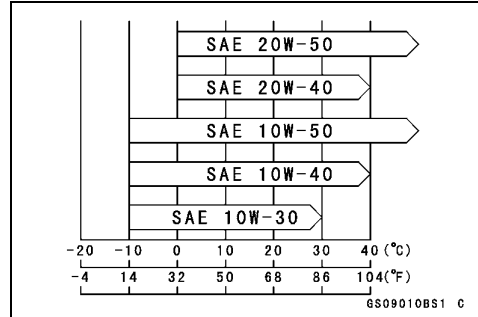 SAE 20W-50
SAE 20W-40
SAE 10W-50
SAE 10W-40
SAE 10W-30
-20 -10 0 10 20 30 40 (°C)
-4 14 32 50 68 86 104(°F)
GS09010BS1 C